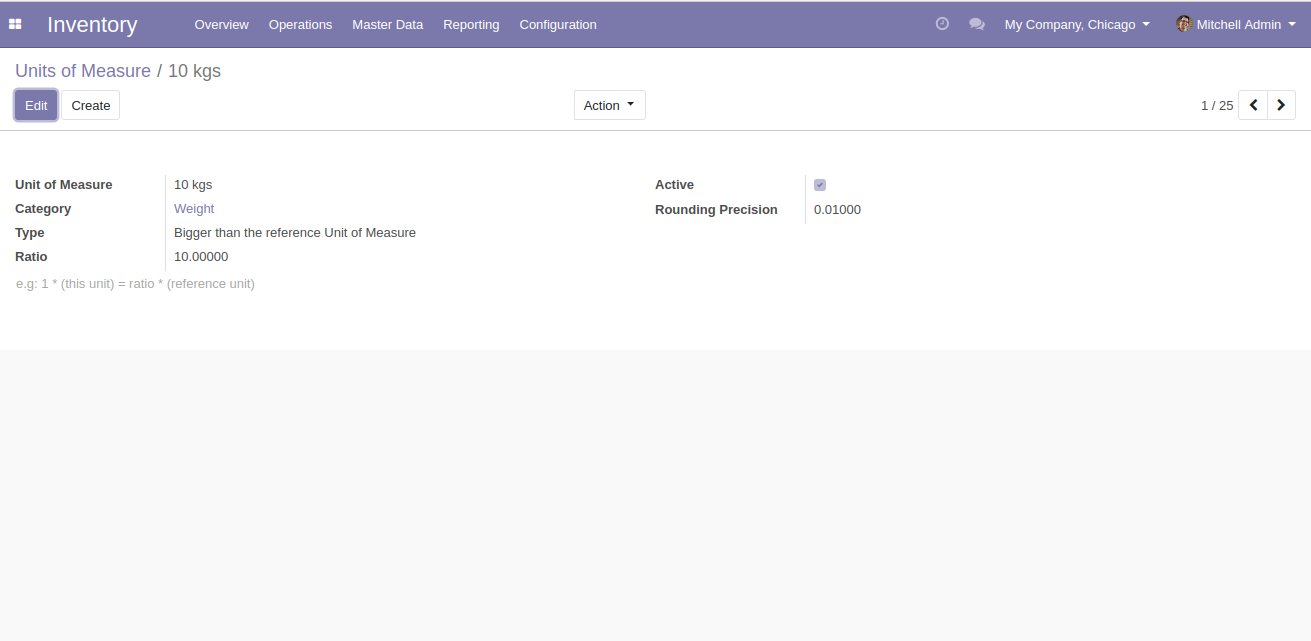 Inventory Overview Operations Master Data Reporting Configuration My Company, Chicago Mitchell Admin
Units of Measure / 10 kgs
Edit Create Action 1 / 25
Unit of Measure 10 kgs Active
Category Weight Rounding Precision 0.01000
Type Bigger than the reference Unit of Measure
Ratio 10.00000
e.g: 1 * (this unit) = ratio * (reference unit)